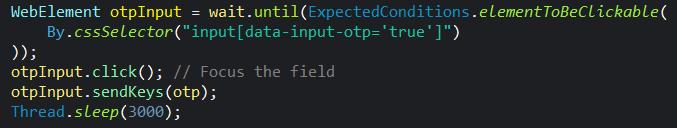 WebElement otpInput = wait.until(ExpectedConditions.elementToBeClickable(
    By.cssSelector("input[data-input-otp='true']")
));
otpInput.click(); // Focus the field
otpInput.sendKeys(otp);
Thread.sleep(3000);